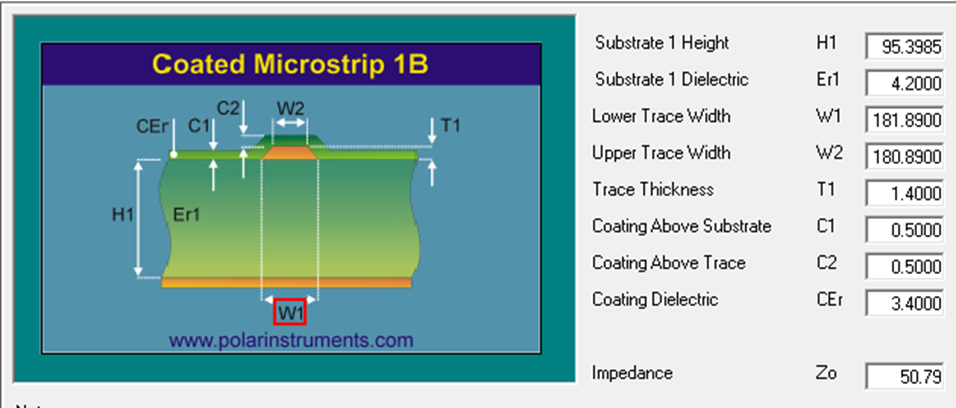 Coated Microstrip 1B
C2 W2
CEr C1 T1
H1 Er1
W1
www.polarinstruments.com
Substrate 1 Height H1 95.3985
Substrate 1 Dielectric Er1 4.2000
Lower Trace Width W1 181.8900
Upper Trace Width W2 180.8900
Trace Thickness T1 1.4000
Coating Above Substrate C1 0.5000
Coating Above Trace C2 0.5000
Coating Dielectric CEr 3.4000
Impedance Zo 50.79